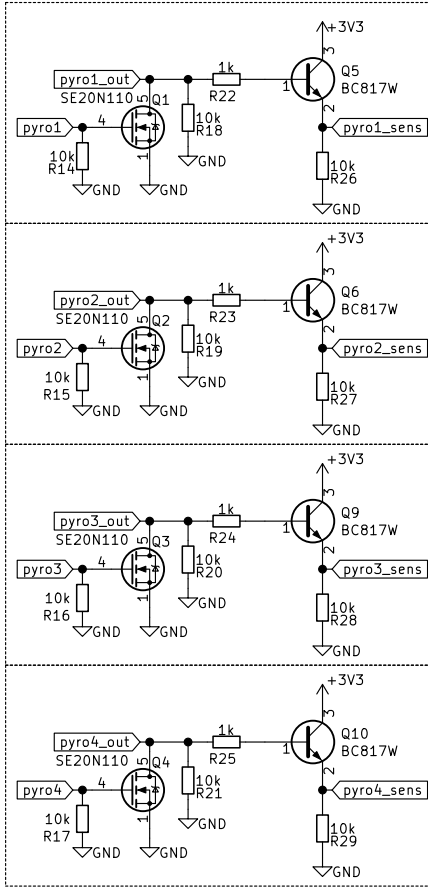 +3V3
3
pyro1_out
1k
Q5
SE20N110
5
Q1
R22
1
BC817W
2
pyro1
4
10k
R18
pyro1_sens
10k
R14
1
10k
R26
GND
GND
GND
GND
+3V3
3
pyro2_out
1k
Q6
SE20N110
5
Q2
R23
1
BC817W
2
pyro2
4
10k
R19
pyro2_sens
10k
R15
1
10k
R27
GND
GND
GND
GND
+3V3
3
pyro3_out
1k
Q9
SE20N110
5
Q3
R24
1
BC817W
2
pyro3
4
10k
R20
pyro3_sens
10k
R16
1
10k
R28
GND
GND
GND
GND
+3V3
3
pyro4_out
1k
Q10
SE20N110
5
Q4
R25
1
BC817W
2
pyro4
4
10k
R21
pyro4_sens
10k
R17
1
10k
R29
GND
GND
GND
GND